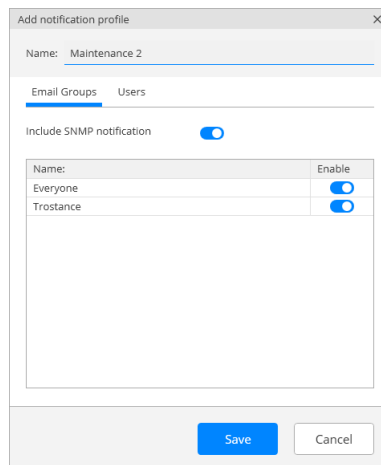 Add notification profile
Name: Maintenance 2
Email Groups Users
Include SNMP notification
Name: Enable
Everyone
Trostance
Save Cancel